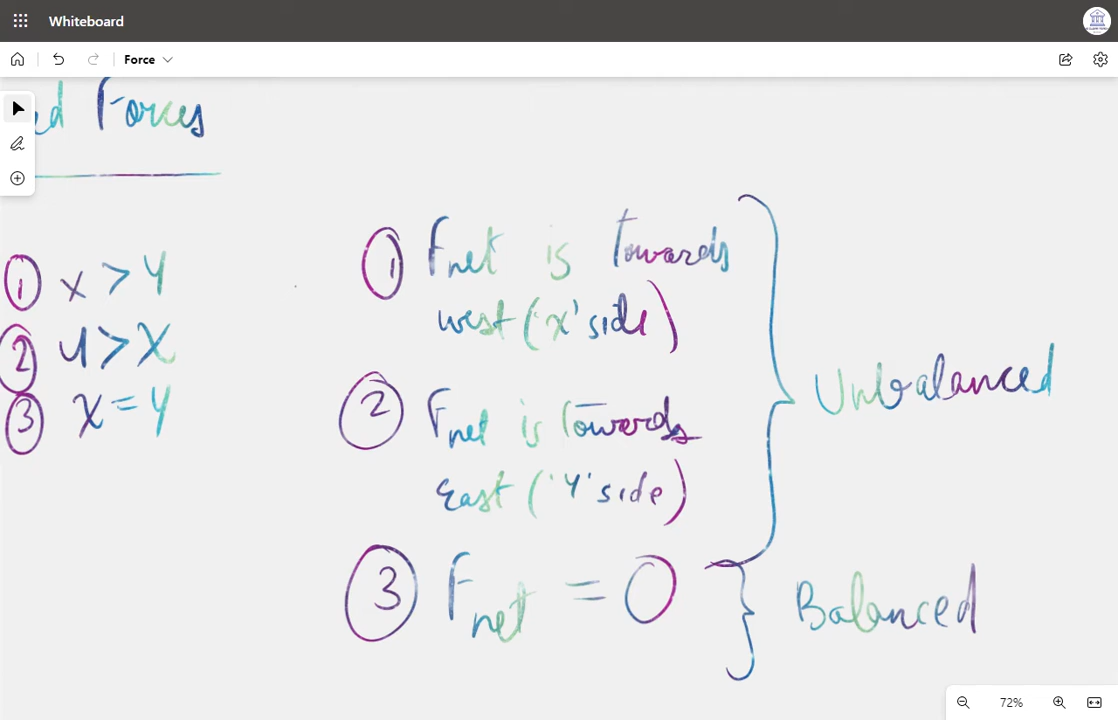 Whiteboard
Force
ed Forces
① x > y
② y > x
③ x = y
① Fnet is Towards
west ('x' side)
② Fnet is Towards
East ('Y' side)
Unbalanced
③ Fnet = 0
Balanced
72%